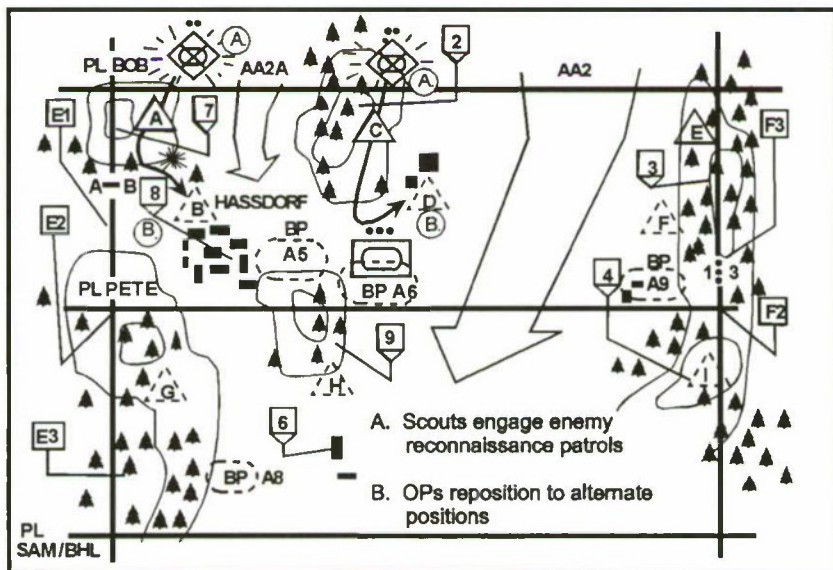 A.
A.
2
PL BOB
AA2A
AA2
E1
A
7
C
E
F3
A B
3
8
B
HASSDORF
D
F
E2
B.
BP
A5
B.
BP
A9
1 3
4
PL PETE
BP A6
F2
9
G
H
I
6
A. Scouts engage enemy
reconnaissance patrols
E3
BP A8
B. OPs reposition to alternate
positions
PL
SAM/BHL